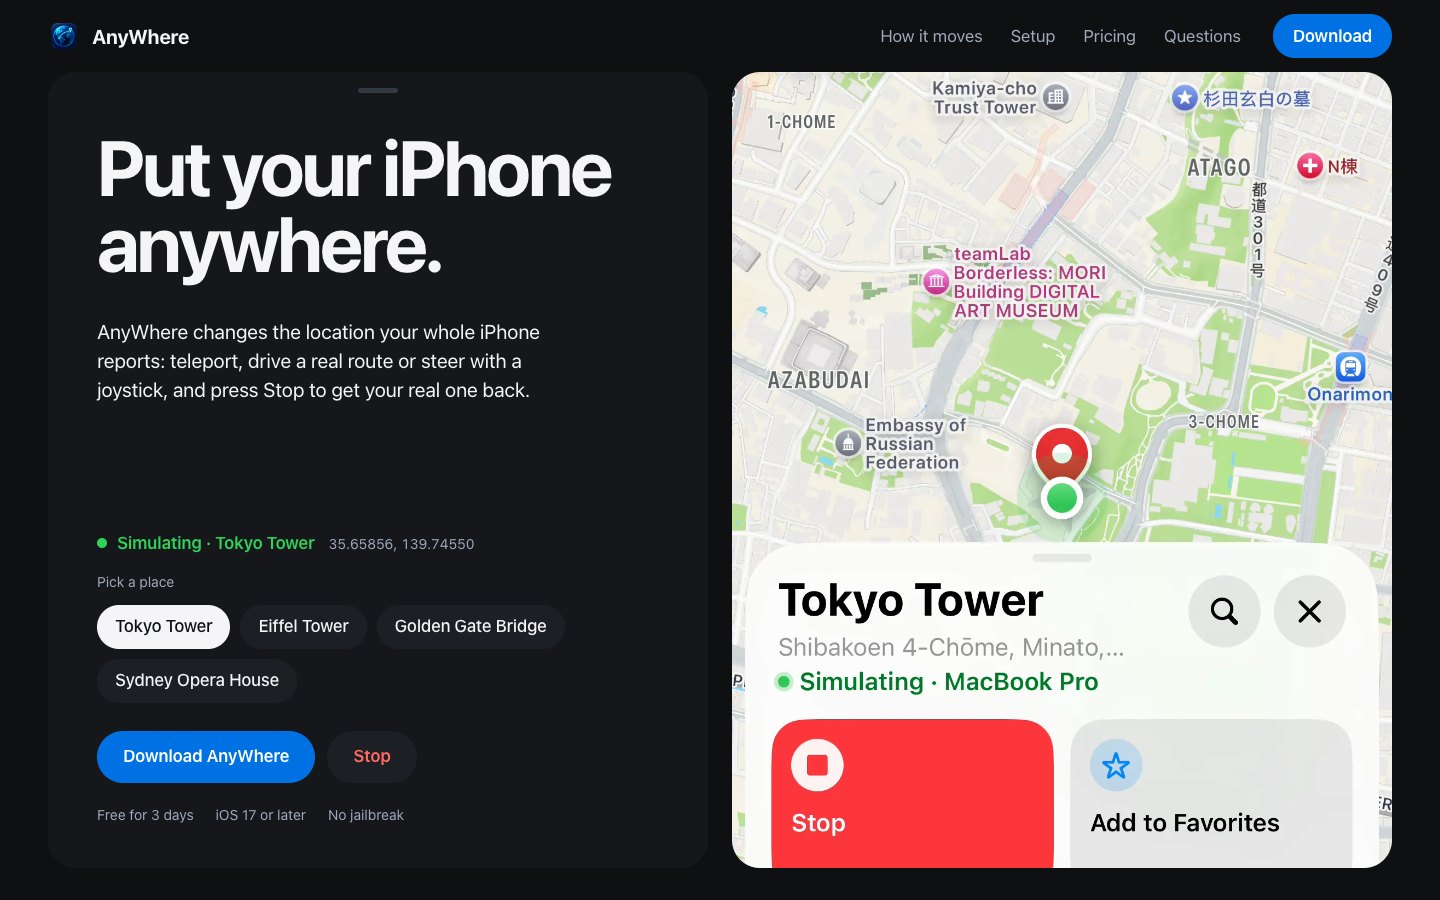 AnyWhere
How it moves
Setup
Pricing
Questions
Download
Put your iPhone
anywhere.
AnyWhere changes the location your whole iPhone
reports: teleport, drive a real route or steer with a
joystick, and press Stop to get your real one back.
Simulating · Tokyo Tower 35.65856, 139.74550
Pick a place
Tokyo Tower
Eiffel Tower
Golden Gate Bridge
Sydney Opera House
Download AnyWhere
Stop
Free for 3 days
iOS 17 or later
No jailbreak
Kamiya-cho
Trust Tower
杉田玄白の墓
1-CHOME
ATAGO
N棟
都道301号
teamLab
Borderless: MORI
Building DIGITAL
ART MUSEUM
AZABUDAI
Onarimon
3-CHOME
Embassy of
Russian
Federation
Tokyo Tower
Shibakoen 4-Chōme, Minato,...
Simulating · MacBook Pro
Stop
Add to Favorites